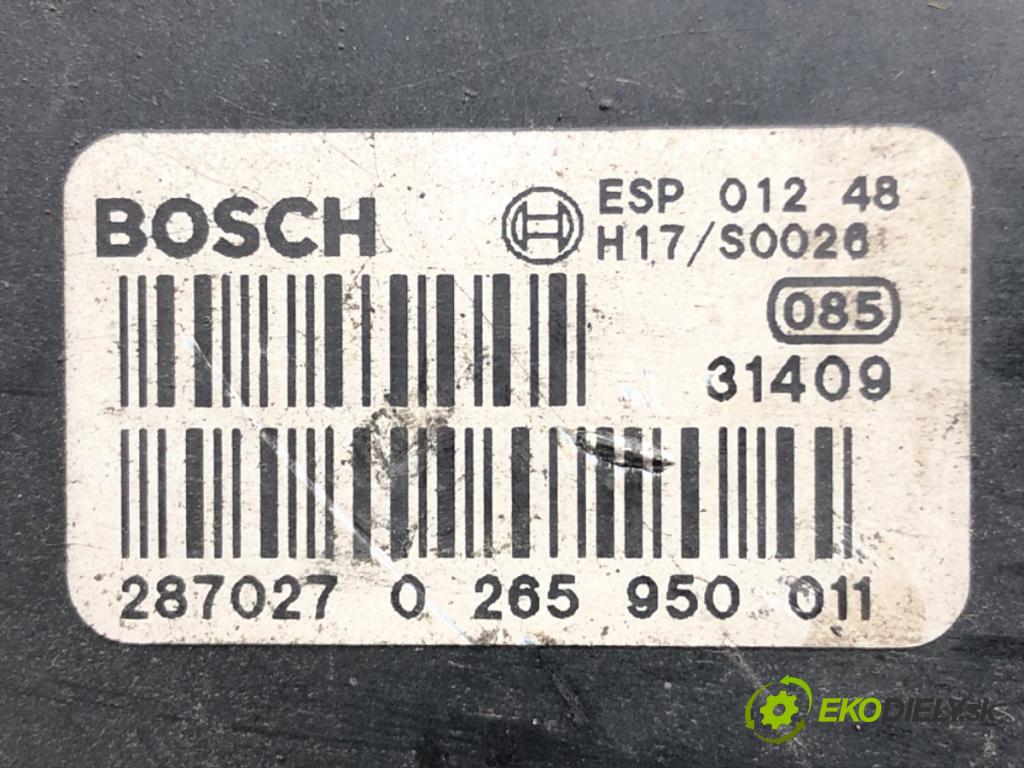 BOSCH
ESP 012 48
H17/S0026
085
31409
287027 0 265 950 011
EKODIELY.SK